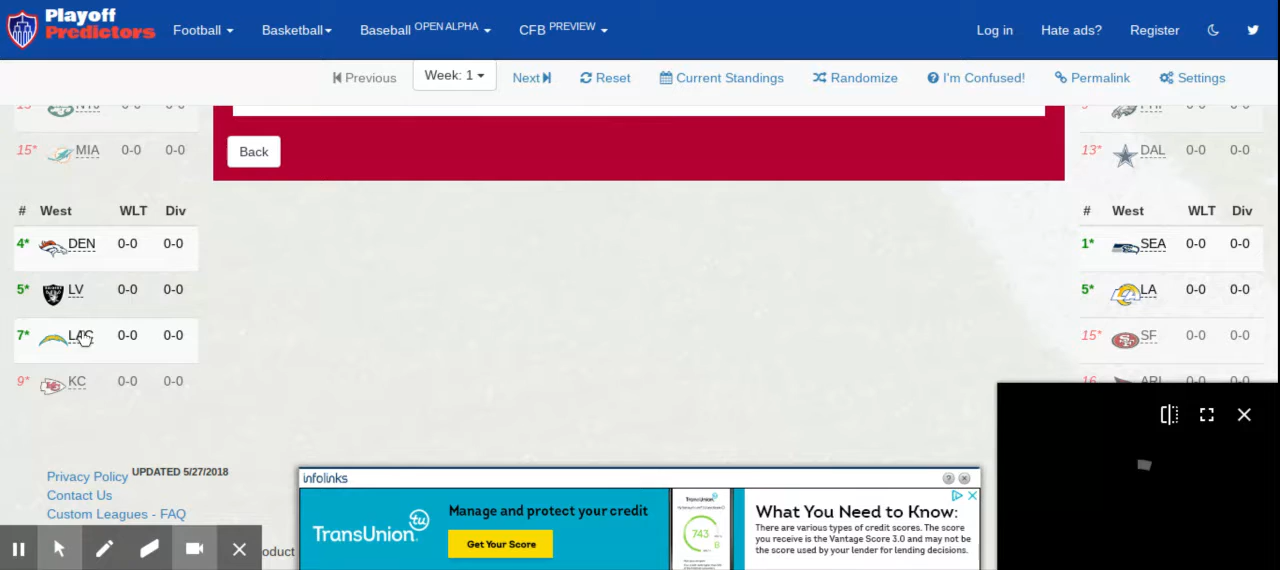 Playoff
Predictors
Football
Basketball
Baseball OPEN ALPHA
CFB PREVIEW
Log in
Hate ads?
Register
Previous
Week: 1
Next
Reset
Current Standings
Randomize
I'm Confused!
Permalink
Settings
15* MIA 0-0 0-0
Back
13* DAL 0-0 0-0
# West WLT Div
4* DEN 0-0 0-0
5* LV 0-0 0-0
7* LAC 0-0 0-0
9* KC 0-0 0-0
# West WLT Div
1* SEA 0-0 0-0
5* LA 0-0 0-0
15* SF 0-0 0-0
Privacy Policy UPDATED 5/27/2018
Contact Us
Custom Leagues - FAQ
oduct
infolinks
TransUnion
tu
Manage and protect your credit
Get Your Score
TransUnion
743
B
What You Need to Know:
There are various types of credit scores. The score
you receive is the Vantage Score 3.0 and may not be
the score used by your lender for lending decisions.